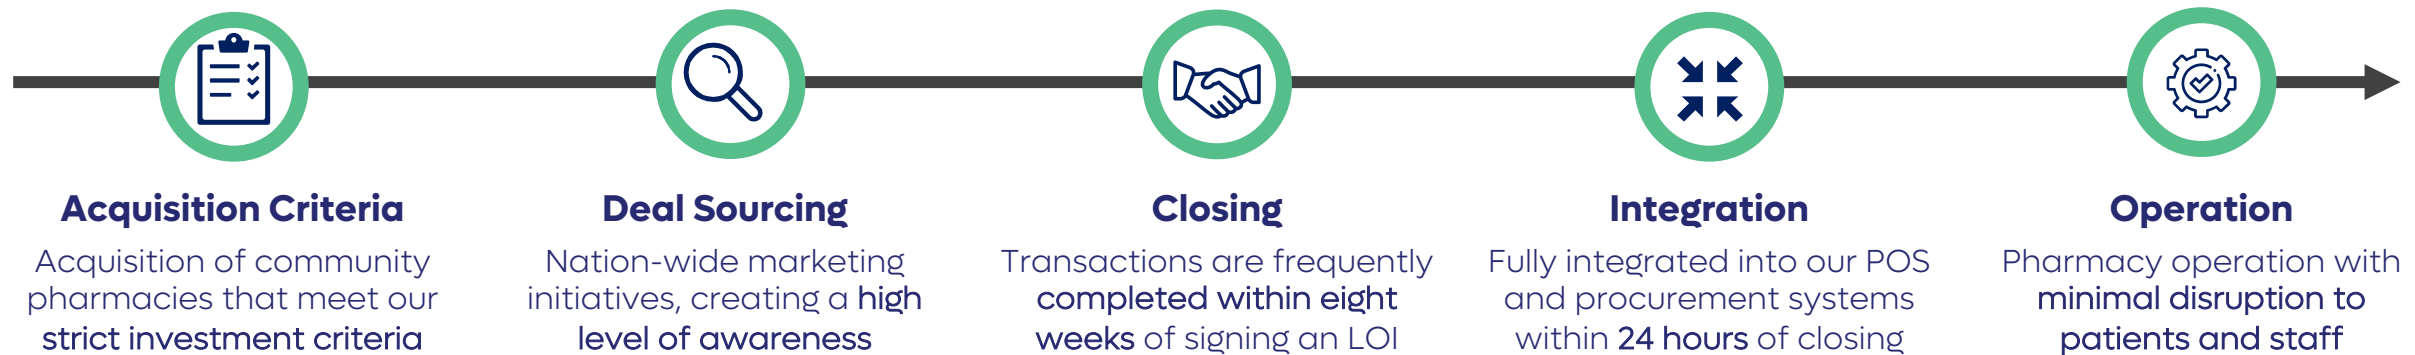 Acquisition Criteria
Acquisition of community
pharmacies that meet our
strict investment criteria
Deal Sourcing
Nation-wide marketing
initiatives, creating a high
level of awareness
Closing
Transactions are frequently
completed within eight
weeks of signing an LOI
Integration
Fully integrated into our POS
and procurement systems
within 24 hours of closing
Operation
Pharmacy operation with
minimal disruption to
patients and staff